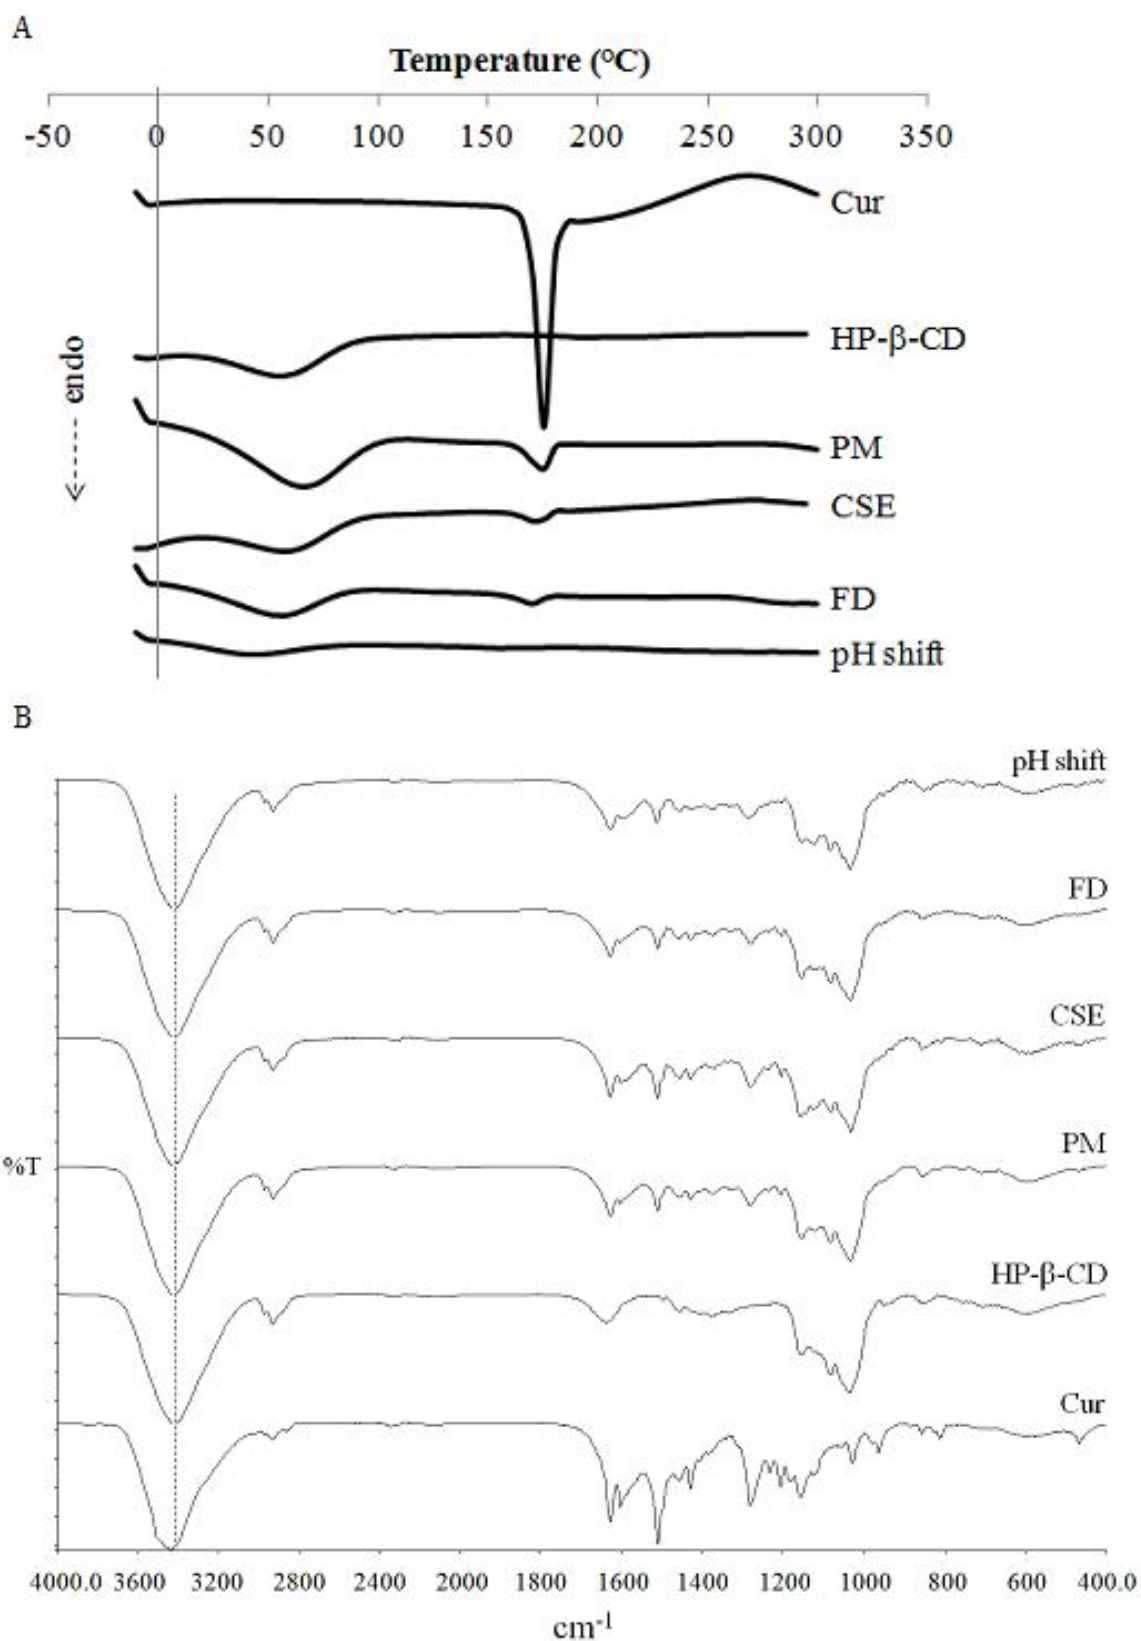 A
Temperature (°C)
-50 0 50 100 150 200 250 300 350
Cur
HP-β-CD
<----- endo
PM
CSE
FD
pH shift
B
pH shift
FD
CSE
%T
PM
HP-β-CD
Cur
4000.0 3600 3200 2800 2400 2000 1800 1600 1400 1200 1000 800 600 400.0
cm-1